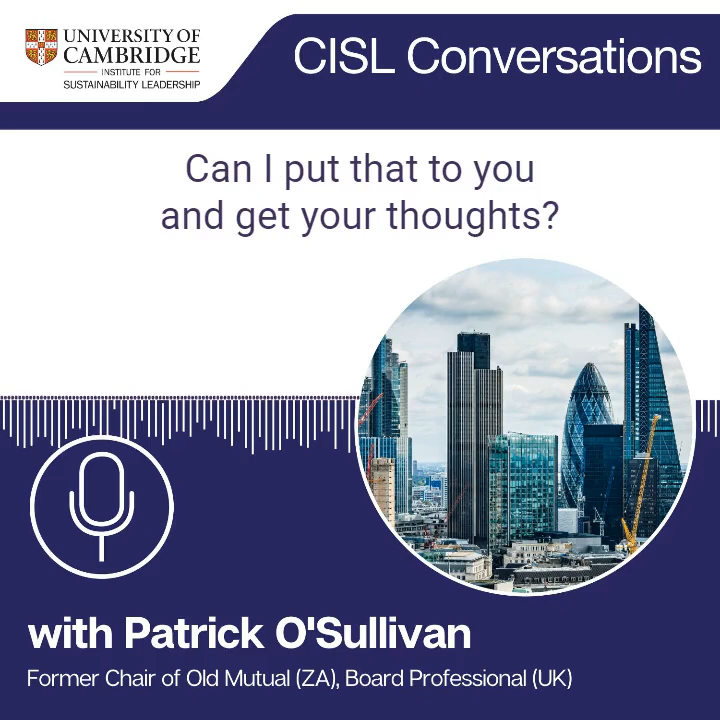 UNIVERSITY OF
CAMBRIDGE
INSTITUTE FOR
SUSTAINABILITY LEADERSHIP
CISL Conversations
Can I put that to you
and get your thoughts?
with Patrick O'Sullivan
Former Chair of Old Mutual (ZA), Board Professional (UK)